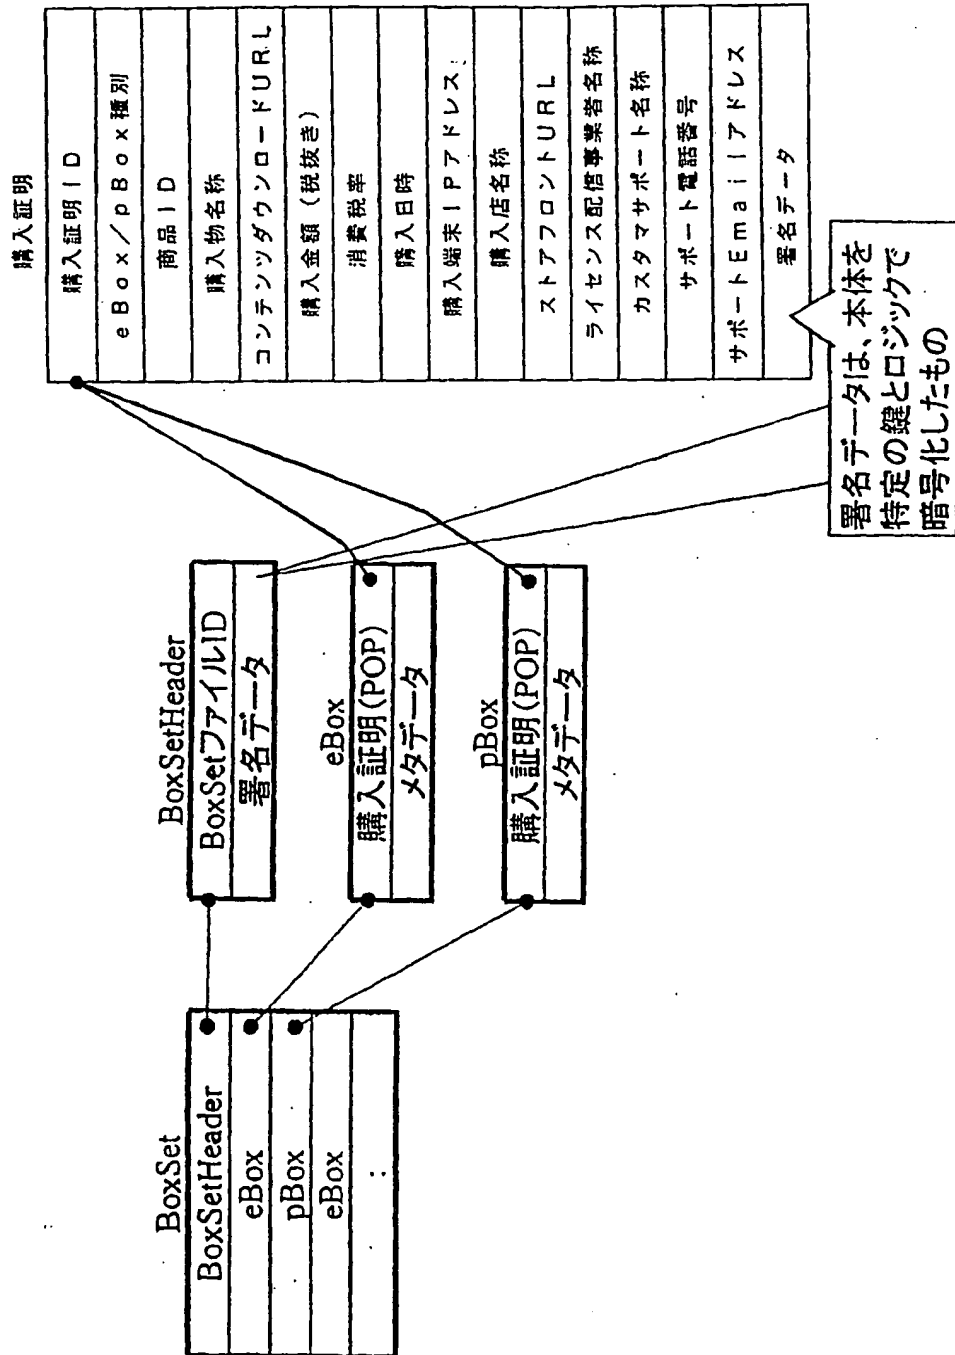 BoxSet
BoxSetHeader
eBox
pBox
eBox
:
BoxSetHeader
BoxSetファイルID
署名データ
eBox
購入証明(POP)
メタデータ
pBox
購入証明(POP)
メタデータ
購入証明
購入証明ID
eBox/pBox種別
商品ID
購入物名称
コンテンツダウンロードURL
購入金額(税抜き)
消費税率
購入日時
購入端末IPアドレス
購入店名称
ストアフロントURL
ライセンス配信事業者名称
カスタマサポート名称
サポート電話番号
サポートEmailアドレス
署名データ
署名データは、本体を
特定の鍵とロジックで
暗号化したもの